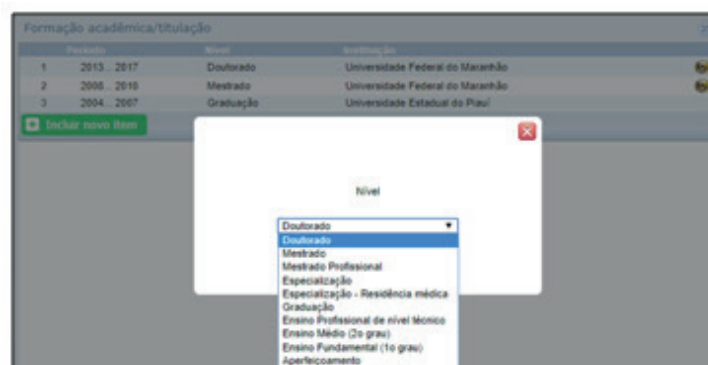 Formação acadêmica/titulação
Período Nível Instituição
1 2013... 2017 Doutorado Universidade Federal do Maranhão
2 2008... 2010 Mestrado Universidade Federal do Maranhão
3 2004... 2007 Graduação Universidade Estadual do Piauí
Incluir novo item
Nível
Doutorado
Doutorado
Mestrado
Mestrado Profissional
Especialização
Especialização - Residência médica
Graduação
Ensino Profissional de nível técnico
Ensino Médio (2o grau)
Ensino Fundamental (1o grau)
Aperfeiçoamento